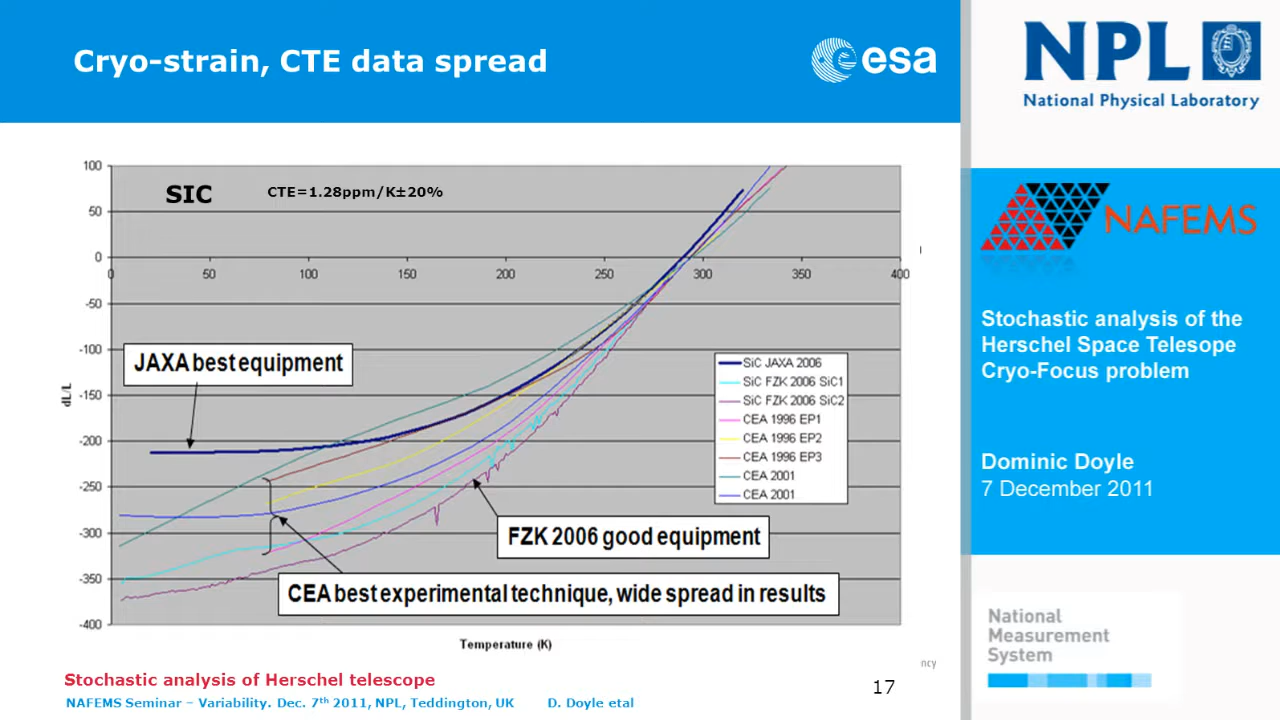 Cryo-strain, CTE data spread
esa
NPL
National Physical Laboratory
NAFEMS
Stochastic analysis of the
Herschel Space Telesope
Cryo-Focus problem
Dominic Doyle
7 December 2011
National
Measurement
System
SIC
CTE=1.28ppm/K±20%
100
50
0
-50
-100
-150
-200
-250
-300
-350
-400
0 50 100 150 200 250 300 350 400
dL/L
Temperature (K)
JAXA best equipment
SiC JAXA 2006
SiC FZK 2006 SiC1
SiC FZK 2006 SiC2
CEA 1996 EP1
CEA 1996 EP2
CEA 1996 EP3
CEA 2001
CEA 2001
FZK 2006 good equipment
CEA best experimental technique, wide spread in results
ncy
Stochastic analysis of Herschel telescope
17
NAFEMS Seminar – Variability. Dec. 7th 2011, NPL, Teddington, UK D. Doyle etal